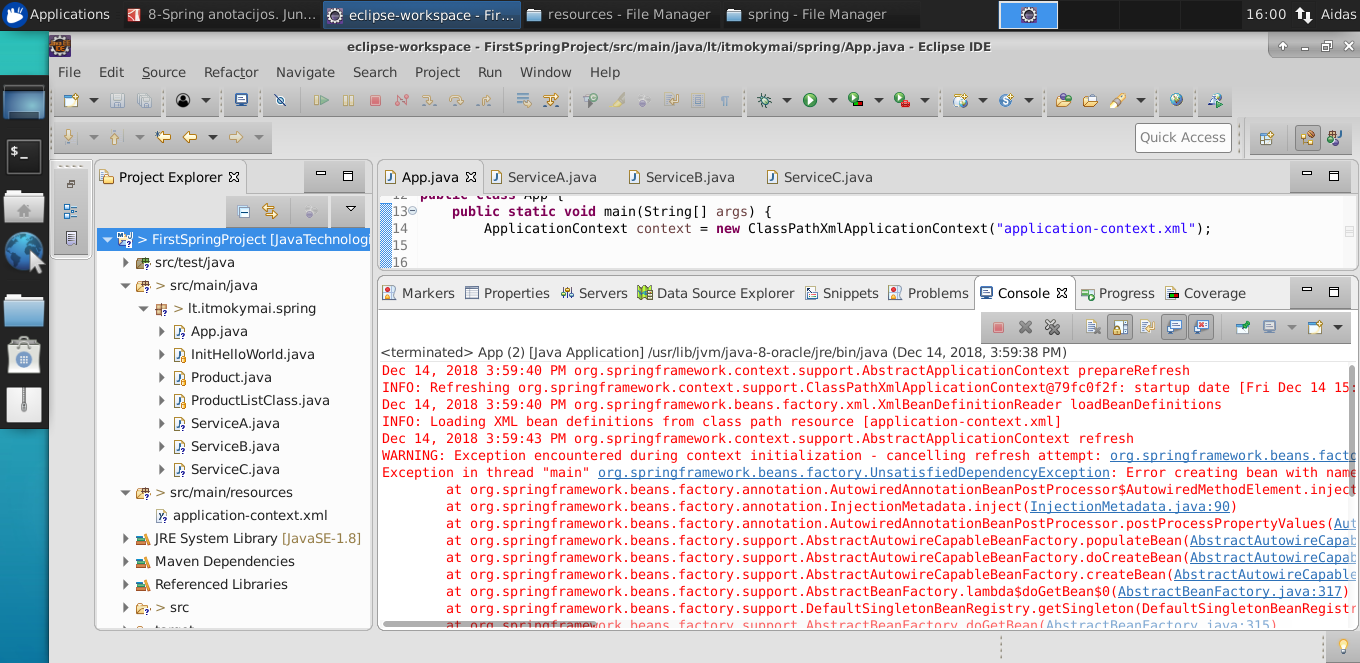 Applications
8-Spring anotacijos. Jun...
eclipse-workspace - Fir...
resources - File Manager
spring - File Manager
16:00
Aidas
eclipse-workspace - FirstSpringProject/src/main/java/lt/itmokymai/spring/App.java - Eclipse IDE
File Edit Source Refactor Navigate Search Project Run Window Help
Quick Access
Project Explorer
> FirstSpringProject [JavaTechnologi
src/test/java
> src/main/java
> lt.itmokymai.spring
App.java
InitHelloWorld.java
Product.java
ProductListClass.java
ServiceA.java
ServiceB.java
ServiceC.java
> src/main/resources
application-context.xml
JRE System Library [JavaSE-1.8]
Maven Dependencies
Referenced Libraries
> src
App.java
ServiceA.java
ServiceB.java
ServiceC.java
12 public class App {
13 public static void main(String[] args) {
14 ApplicationContext context = new ClassPathXmlApplicationContext("application-context.xml");
15
16
Markers Properties Servers Data Source Explorer Snippets Problems Console Progress Coverage
<terminated> App (2) [Java Application] /usr/lib/jvm/java-8-oracle/jre/bin/java (Dec 14, 2018, 3:59:38 PM)
Dec 14, 2018 3:59:40 PM org.springframework.context.support.AbstractApplicationContext prepareRefresh
INFO: Refreshing org.springframework.context.support.ClassPathXmlApplicationContext@79fc0f2f: startup date [Fri Dec 14 15:
Dec 14, 2018 3:59:40 PM org.springframework.beans.factory.xml.XmlBeanDefinitionReader loadBeanDefinitions
INFO: Loading XML bean definitions from class path resource [application-context.xml]
Dec 14, 2018 3:59:43 PM org.springframework.context.support.AbstractApplicationContext refresh
WARNING: Exception encountered during context initialization - cancelling refresh attempt: org.springframework.beans.facto
Exception in thread "main" org.springframework.beans.factory.UnsatisfiedDependencyException: Error creating bean with name
at org.springframework.beans.factory.annotation.AutowiredAnnotationBeanPostProcessor$AutowiredMethodElement.inject
at org.springframework.beans.factory.annotation.InjectionMetadata.inject(InjectionMetadata.java:90)
at org.springframework.beans.factory.annotation.AutowiredAnnotationBeanPostProcessor.postProcessPropertyValues(Aut
at org.springframework.beans.factory.support.AbstractAutowireCapableBeanFactory.populateBean(AbstractAutowireCapab
at org.springframework.beans.factory.support.AbstractAutowireCapableBeanFactory.doCreateBean(AbstractAutowireCapab
at org.springframework.beans.factory.support.AbstractAutowireCapableBeanFactory.createBean(AbstractAutowireCapable
at org.springframework.beans.factory.support.AbstractBeanFactory.lambda$doGetBean$0(AbstractBeanFactory.java:317)
at org.springframework.beans.factory.support.DefaultSingletonBeanRegistry.getSingleton(DefaultSingletonBeanRegistr
at org.springframework.beans.factory.support.AbstractBeanFactory.doGetBean(AbstractBeanFactory.java:315)